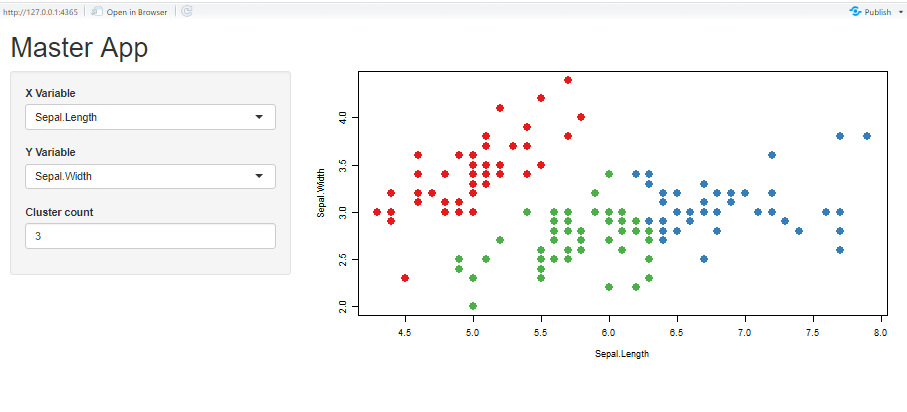 http://127.0.0.1:4365 Open in Browser Publish
Master App
X Variable
Sepal.Length
Y Variable
Sepal.Width
Cluster count
3
Sepal.Width
4.0
3.5
3.0
2.5
2.0
4.5 5.0 5.5 6.0 6.5 7.0 7.5 8.0
Sepal.Length